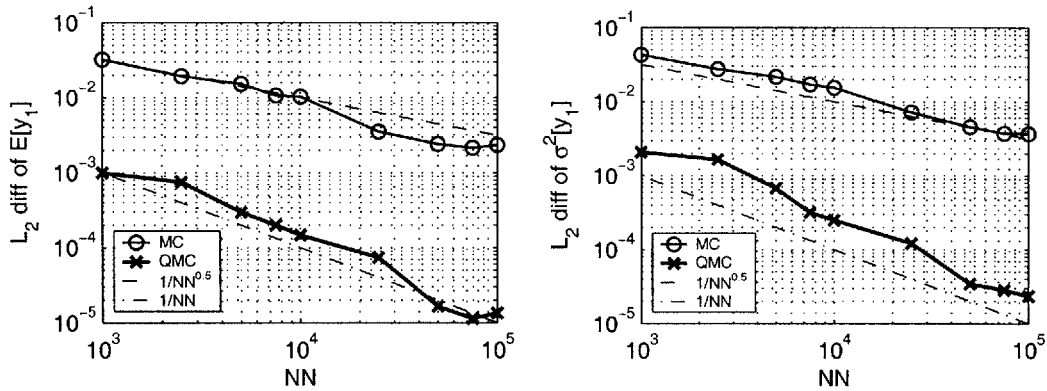 10^-1
10^-2
10^-3
10^-4
10^-5
L_2 diff of E[y_1]
MC
QMC
1/NN^0.5
1/NN
10^3
10^4
10^5
NN
10^-1
10^-2
10^-3
10^-4
10^-5
L_2 diff of σ^2[y_1]
MC
QMC
1/NN^0.5
1/NN
10^3
10^4
10^5
NN